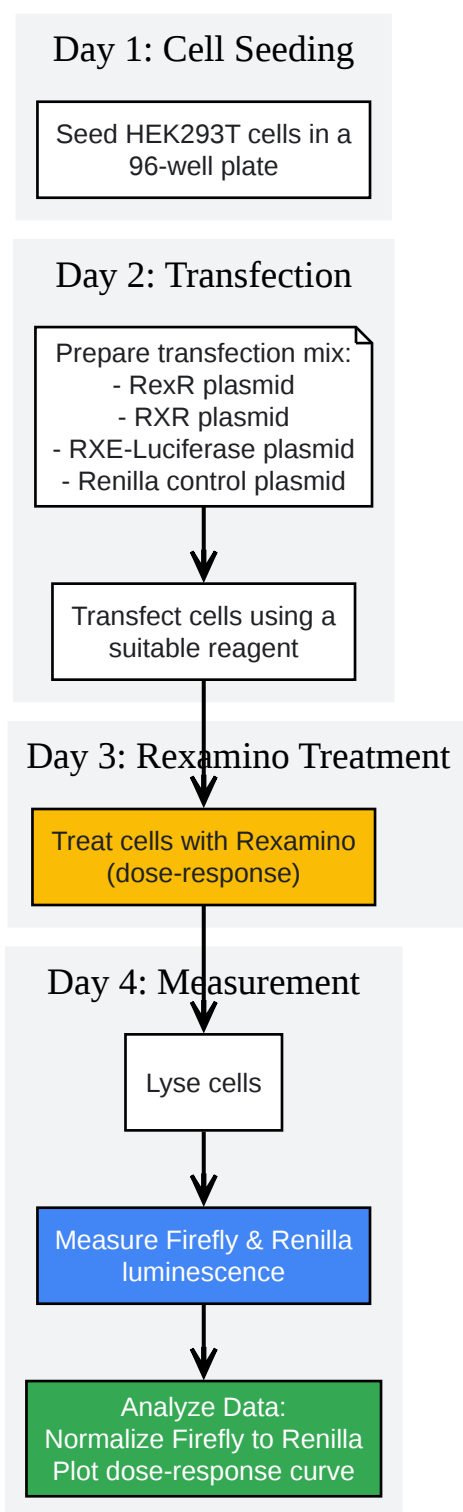 Day 1: Cell Seeding
Seed HEK293T cells in a
96-well plate
Day 2: Transfection
Prepare transfection mix:
- RexR plasmid
- RXR plasmid
- RXE-Luciferase plasmid
- Renilla control plasmid
Transfect cells using a
suitable reagent
Day 3: Rexamino Treatment
Treat cells with Rexamino
(dose-response)
Day 4: Measurement
Lyse cells
Measure Firefly & Renilla
luminescence
Analyze Data:
Normalize Firefly to Renilla
Plot dose-response curve